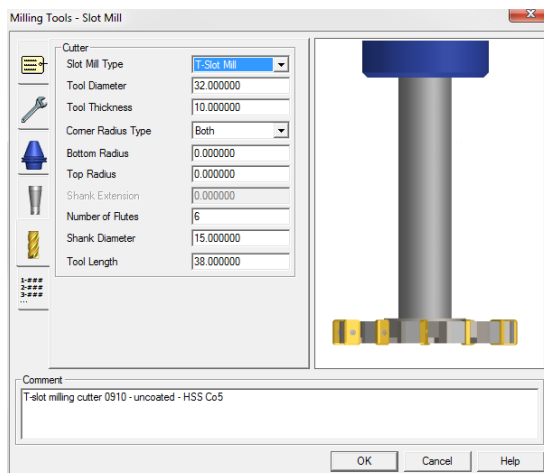 Milling Tools - Slot Mill
X
Cutter
Slot Mill Type T-Slot Mill
Tool Diameter 32.000000
Tool Thickness 10.000000
Corner Radius Type Both
Bottom Radius 0.000000
Top Radius 0.000000
Shank Extension 0.000000
Number of Flutes 6
Shank Diameter 15.000000
Tool Length 38.000000
1-###
2-###
3-###
...
Comment
T-slot milling cutter 0910 - uncoated - HSS Co5
OK Cancel Help